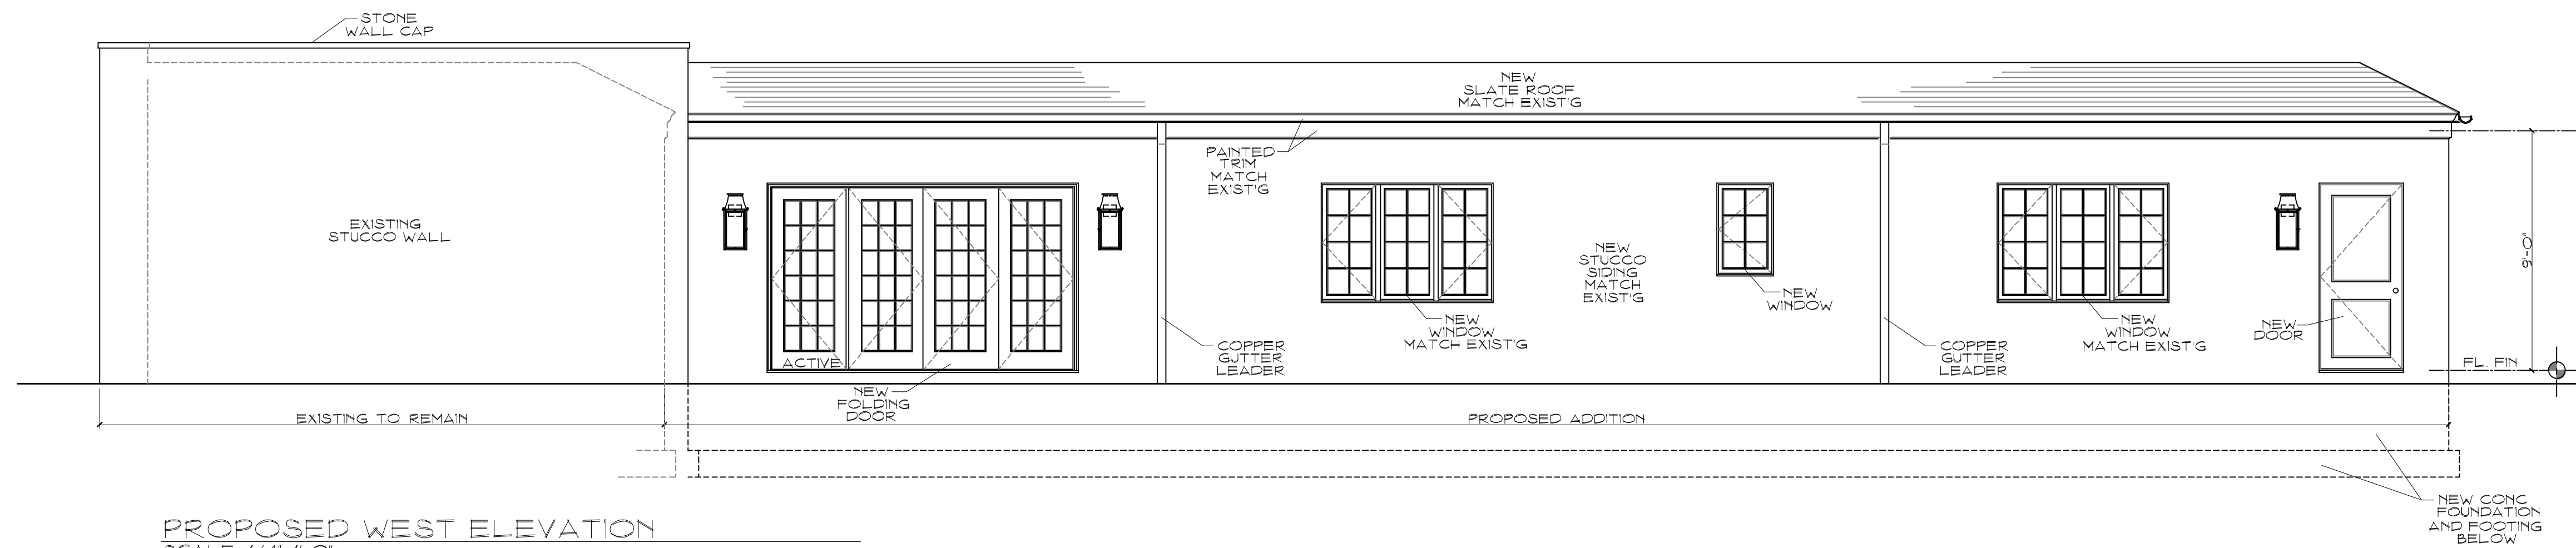 STONE
WALL CAP
NEW
SLATE ROOF
MATCH EXIST'G
PAINTED
TRIM
MATCH
EXIST'G
EXISTING
STUCCO WALL
NEW
STUCCO
SIDING
MATCH
EXIST'G
9'-0"
NEW
WINDOW
NEW
WINDOW
MATCH EXIST'G
NEW
WINDOW
MATCH EXIST'G
NEW
DOOR
COPPER
GUTTER
LEADER
COPPER
GUTTER
LEADER
ACTIVE
FL. FIN
NEW
FOLDING
DOOR
EXISTING TO REMAIN
PROPOSED ADDITION
NEW CONC
FOUNDATION
AND FOOTING
BELOW
PROPOSED WEST ELEVATION